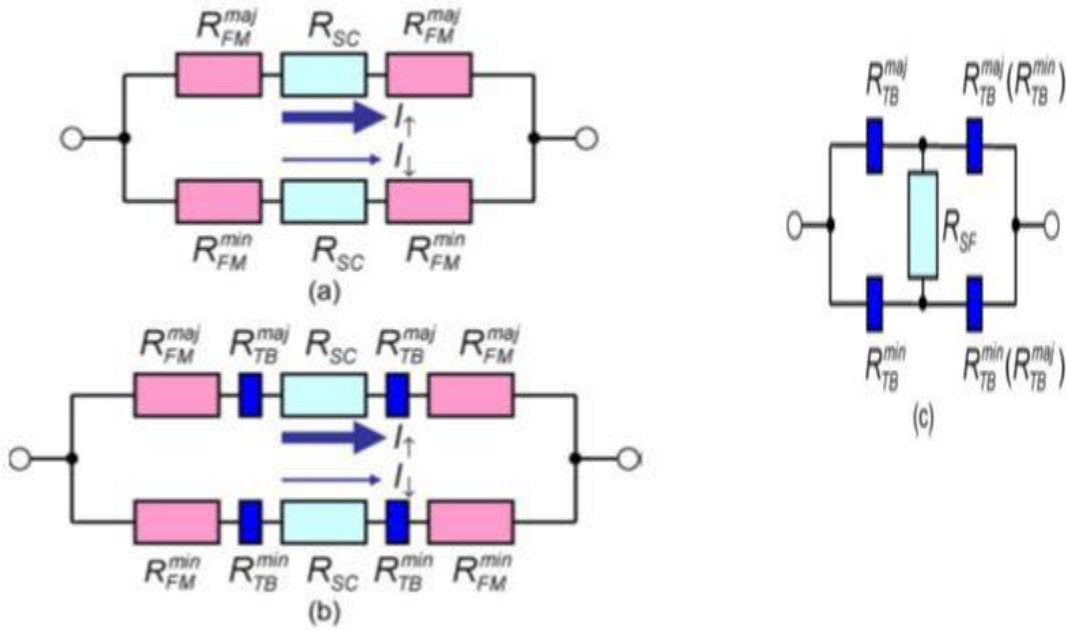 R_FM^maj R_SC R_FM^maj
I↑
I↓
R_FM^min R_SC R_FM^min
(a)
R_FM^maj R_TB^maj R_SC R_TB^maj R_FM^maj
I↑
I↓
R_FM^min R_TB^min R_SC R_TB^min R_FM^min
(b)
R_TB^maj R_TB^maj(R_TB^min)
R_SF
R_TB^min R_TB^min(R_TB^maj)
(c)